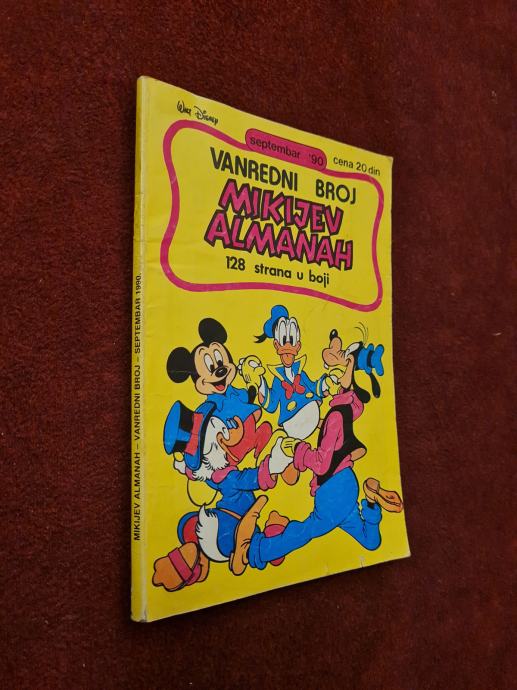 Walt Disney
septembar '90
cena 20 din
VANREDNI BROJ
MIKIJEV
ALMANAH
128 strana u boji
MIKIJEV ALMANAH - VANREDNI BROJ - SEPTEMBAR 1990.